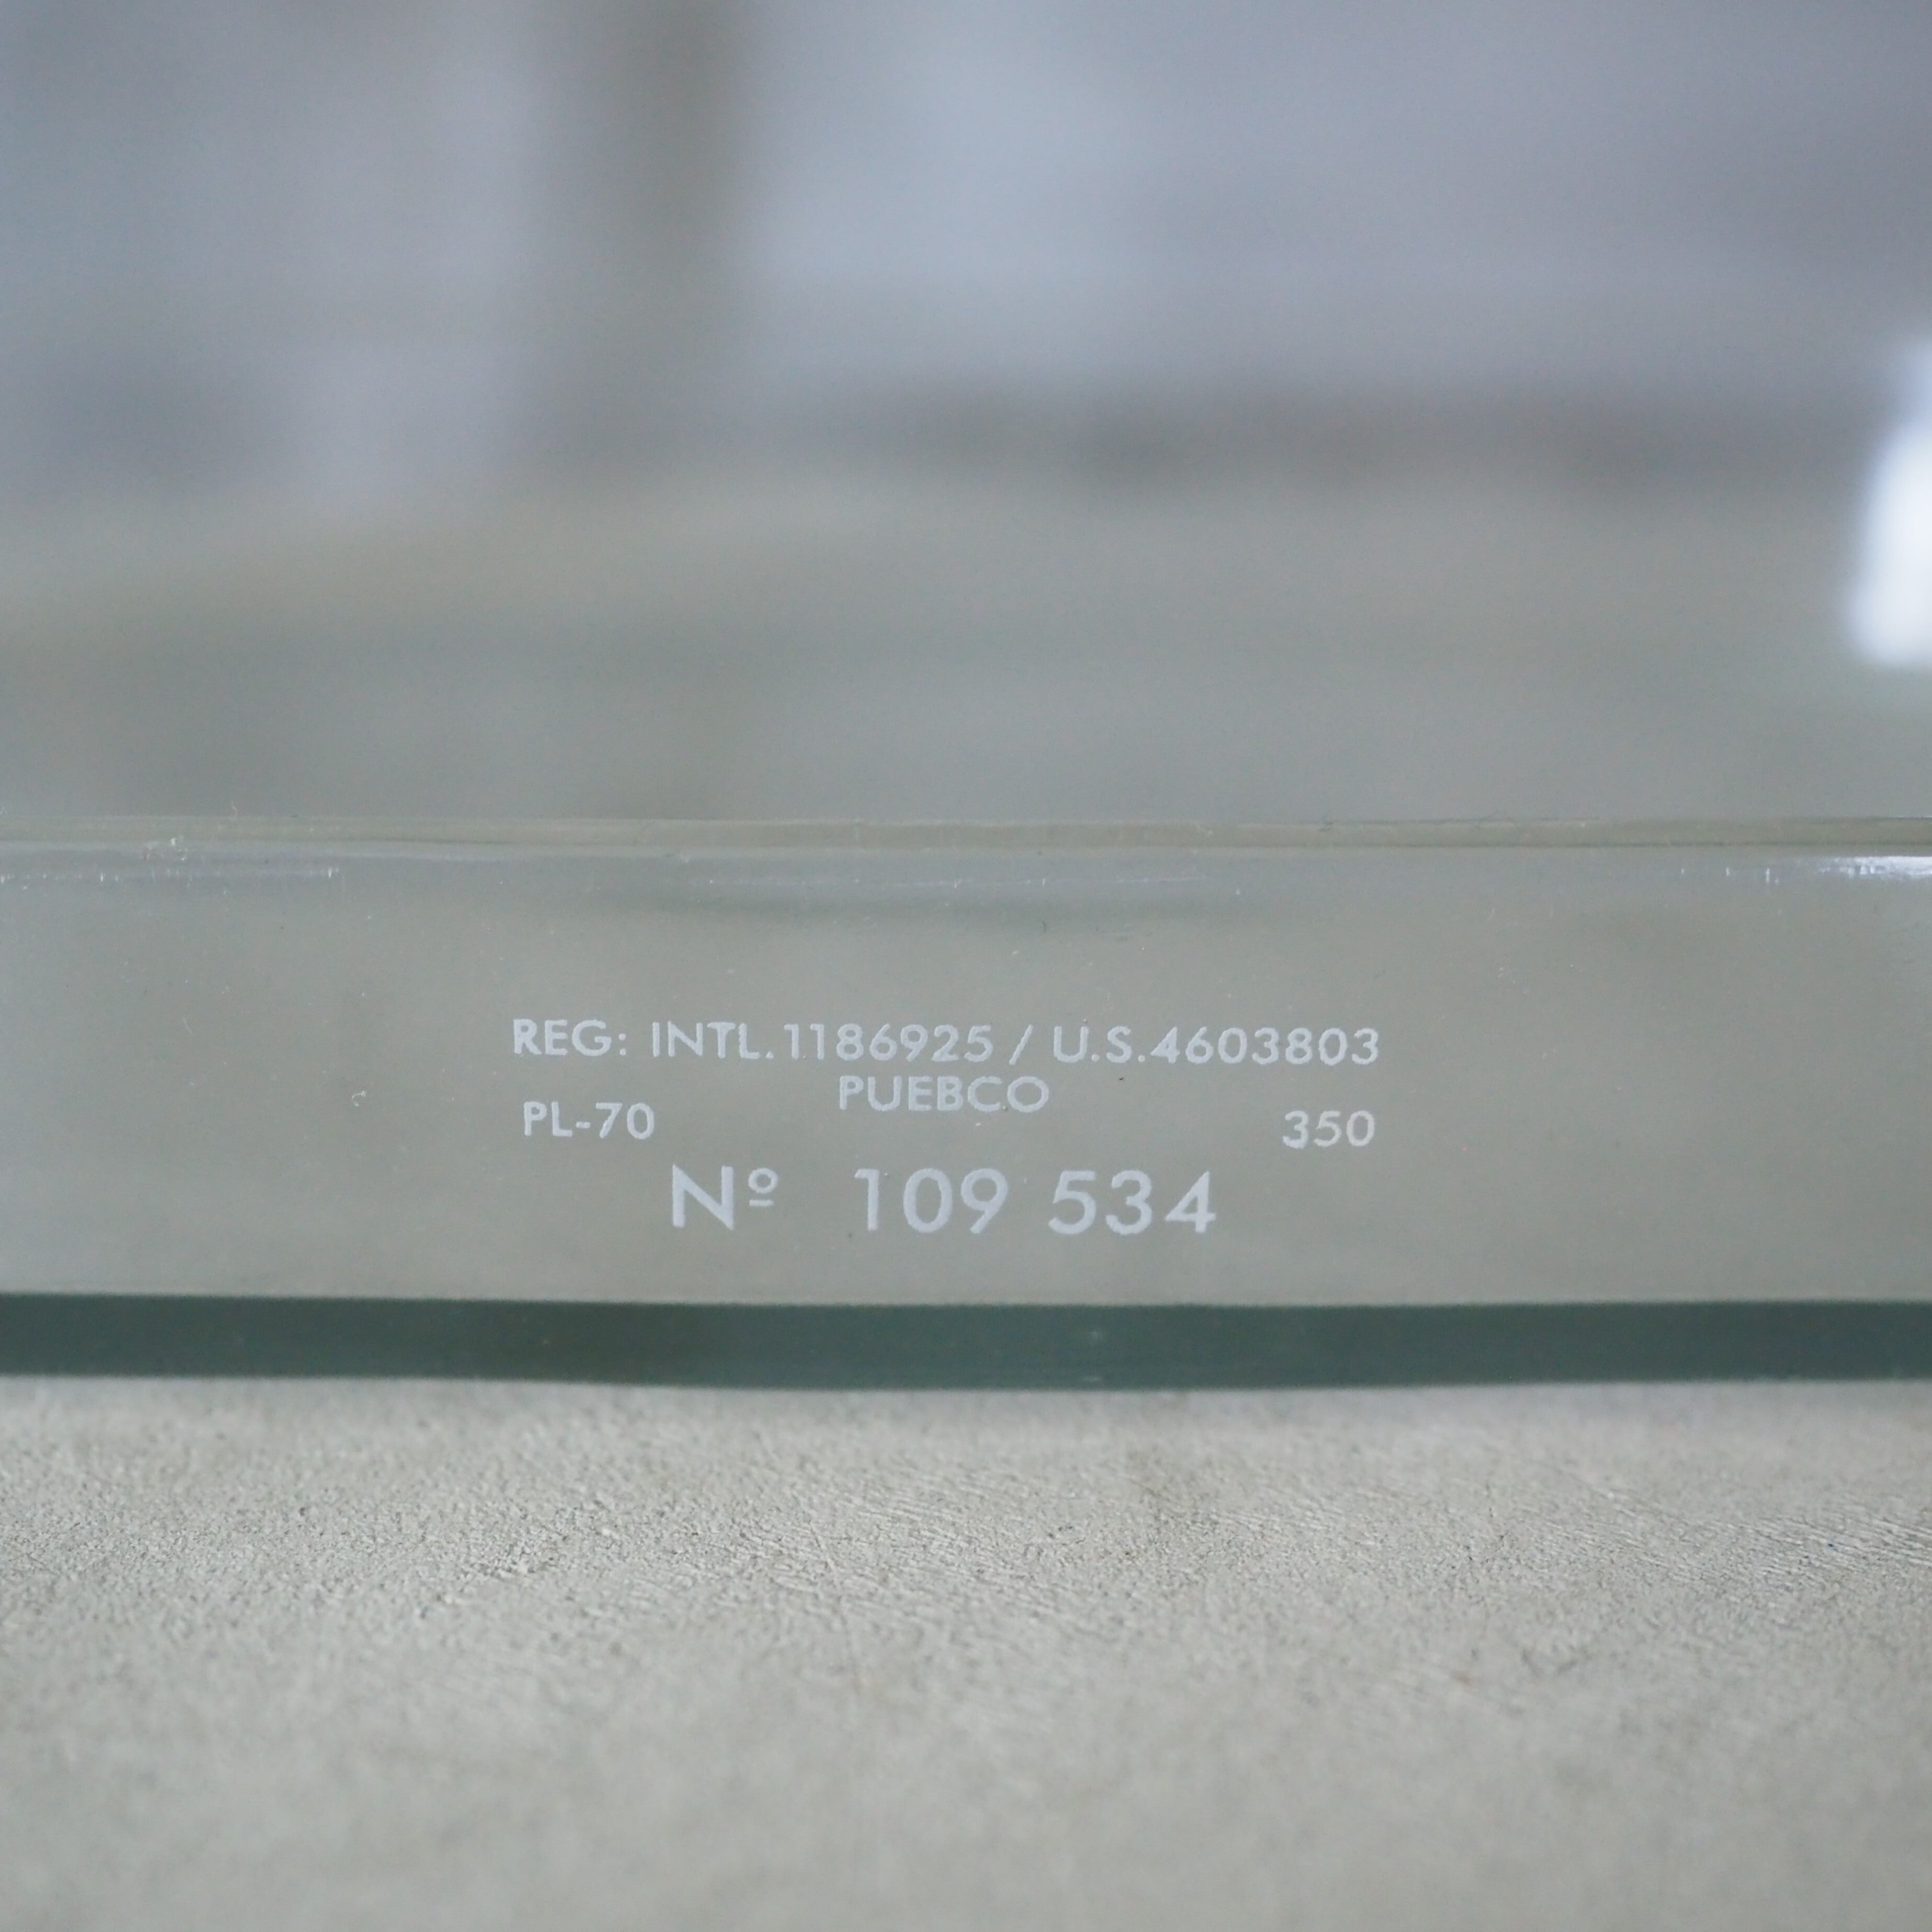 REG: INTL.1186925 / U.S.4603803
PUEBCO
PL-70 350
Nº 109 534